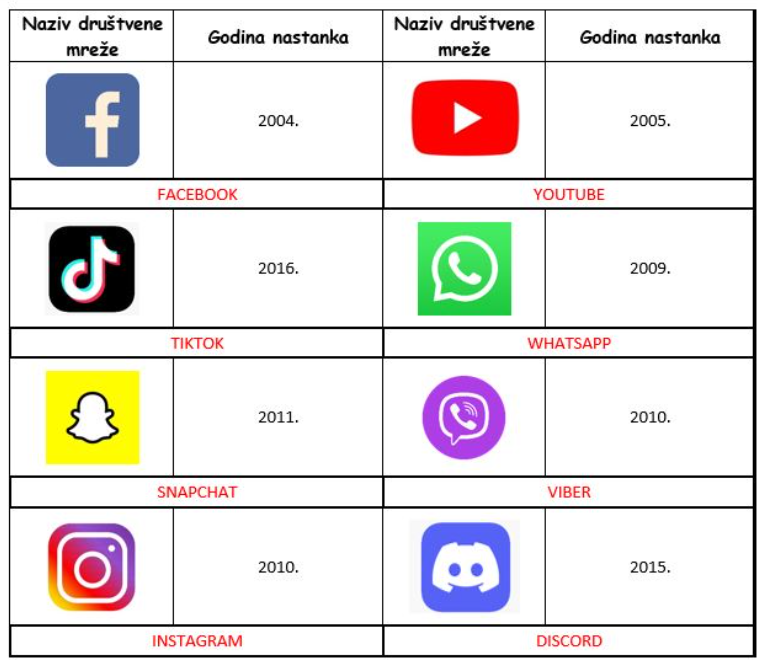 Naziv društvene
mreže
Godina nastanka
Naziv društvene
mreže
Godina nastanka
2004.
2005.
FACEBOOK
YOUTUBE
2016.
2009.
TIKTOK
WHATSAPP
2011.
2010.
SNAPCHAT
VIBER
2010.
2015.
INSTAGRAM
DISCORD